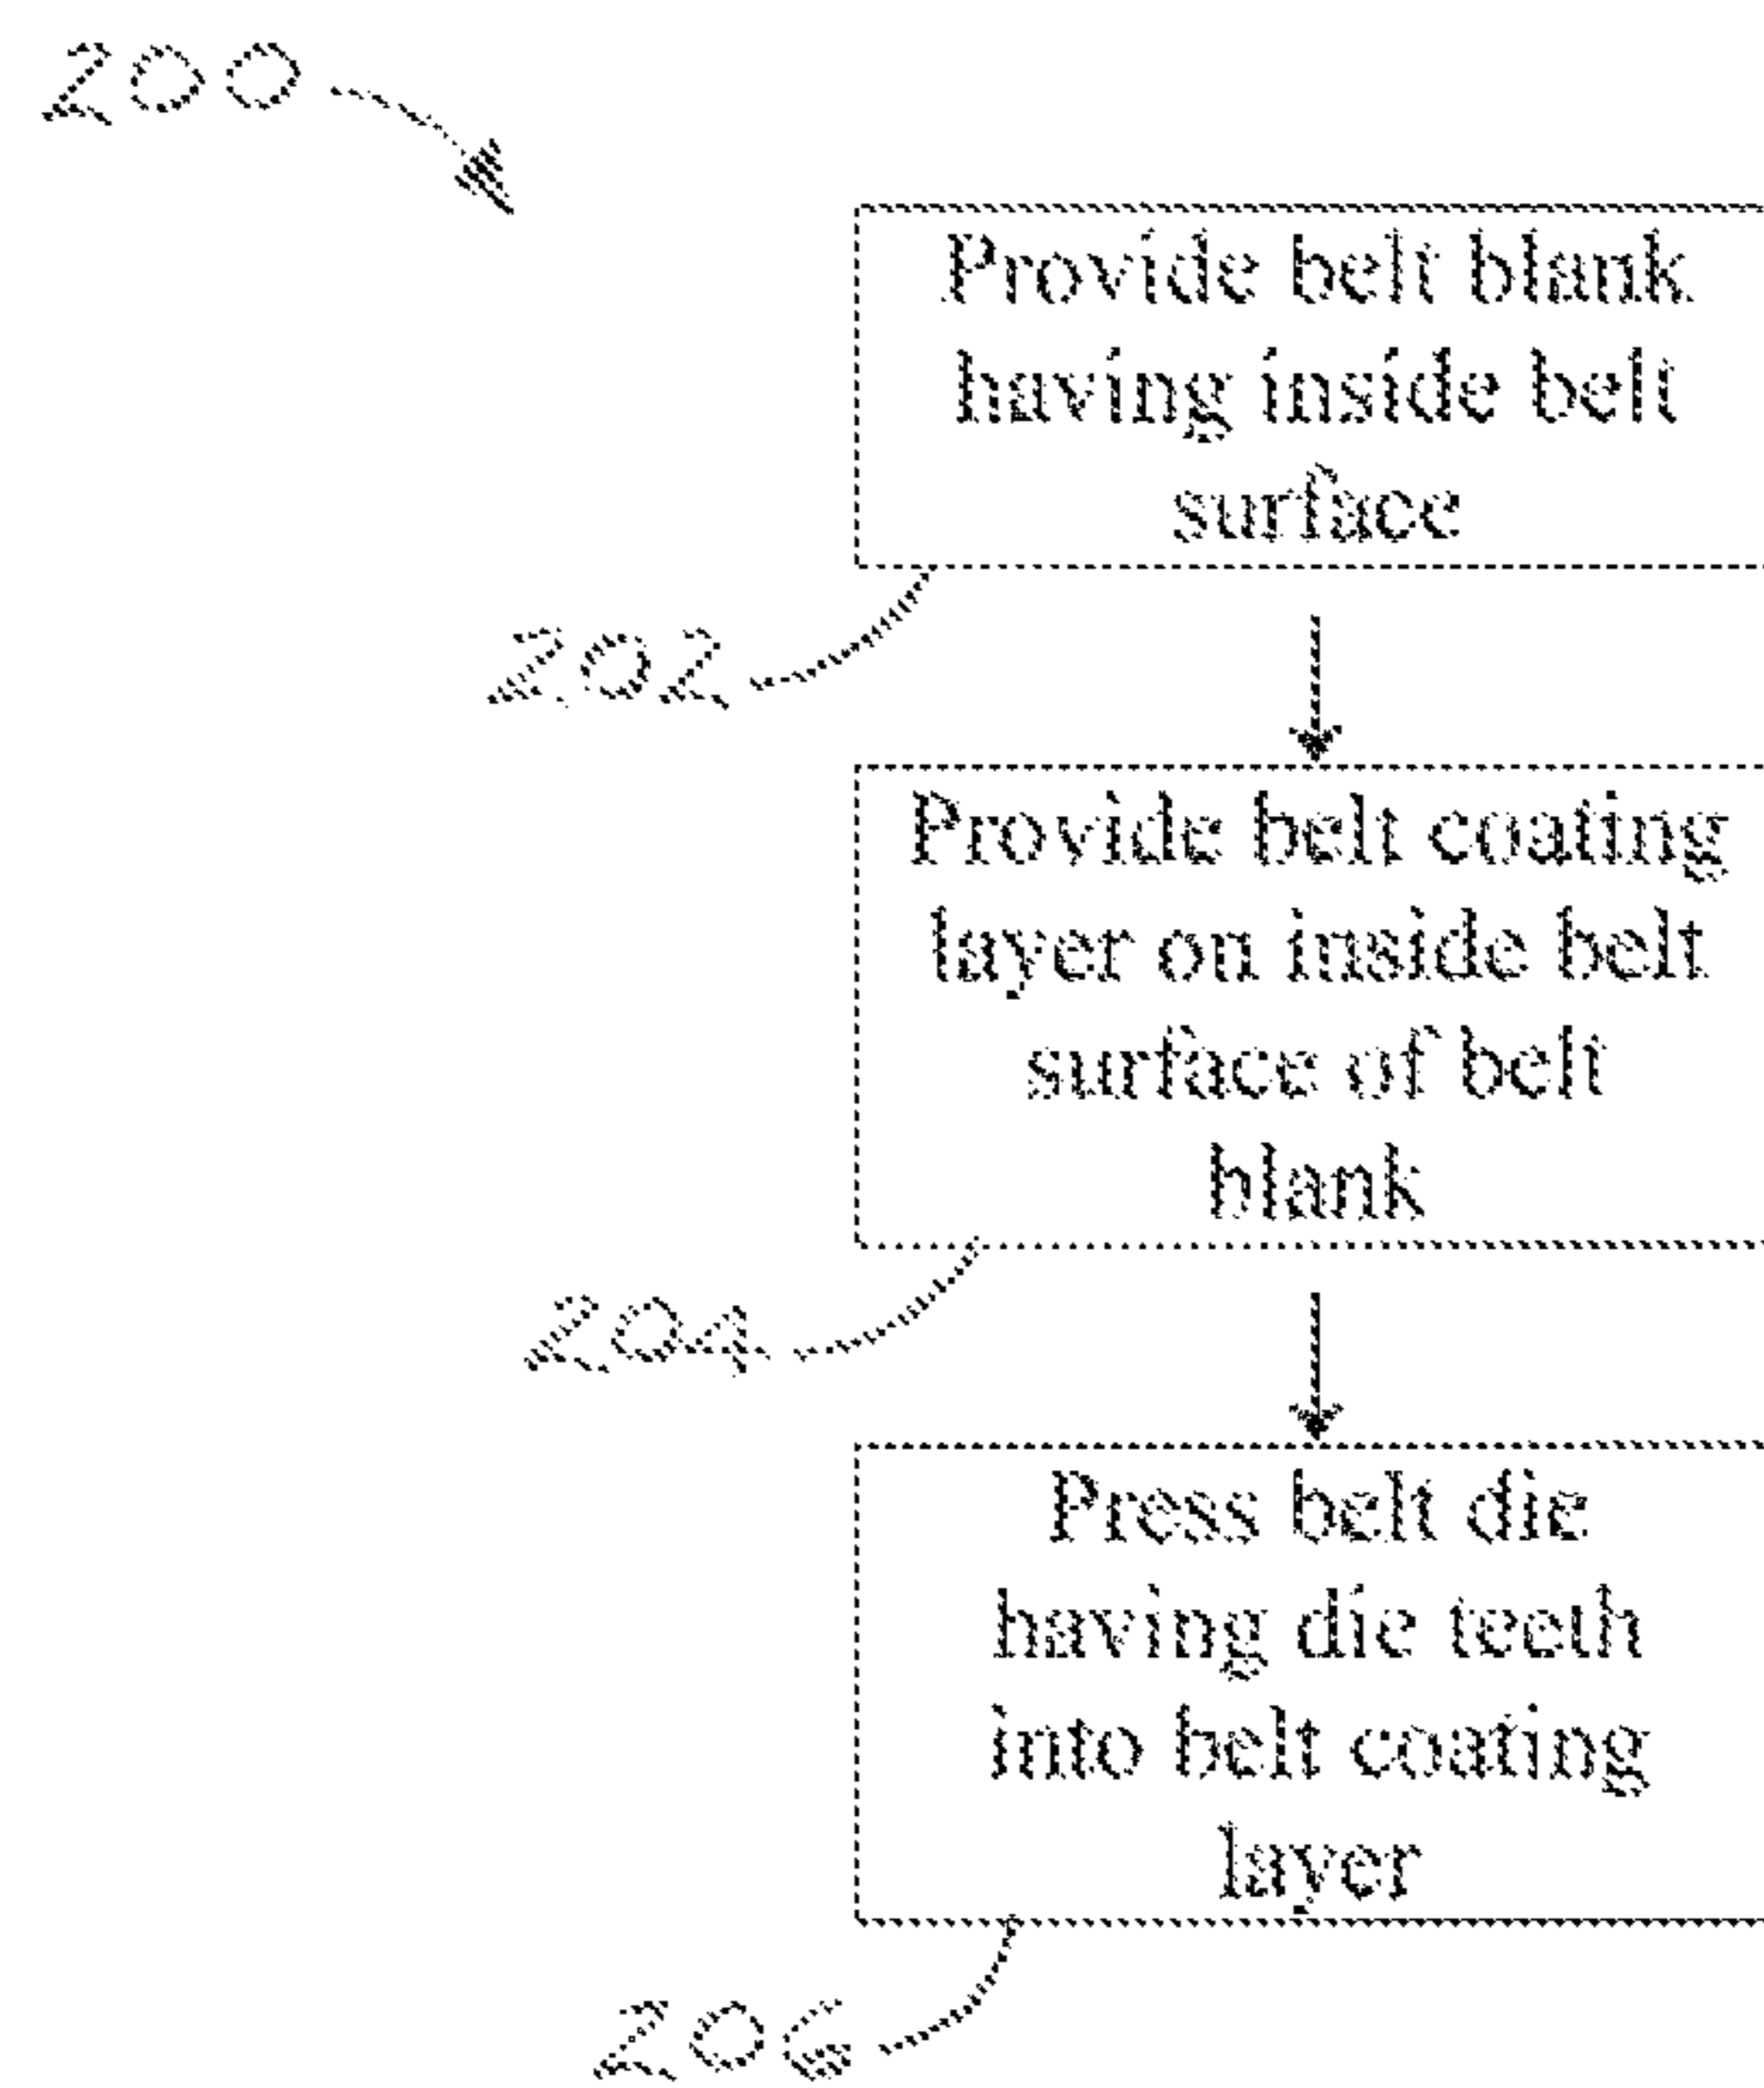 200
Provide belt blank
having inside belt
surface
202
Provide belt coating
layer on inside belt
surface of belt
blank
204
Press belt die
having die teeth
into belt coating
layer
206